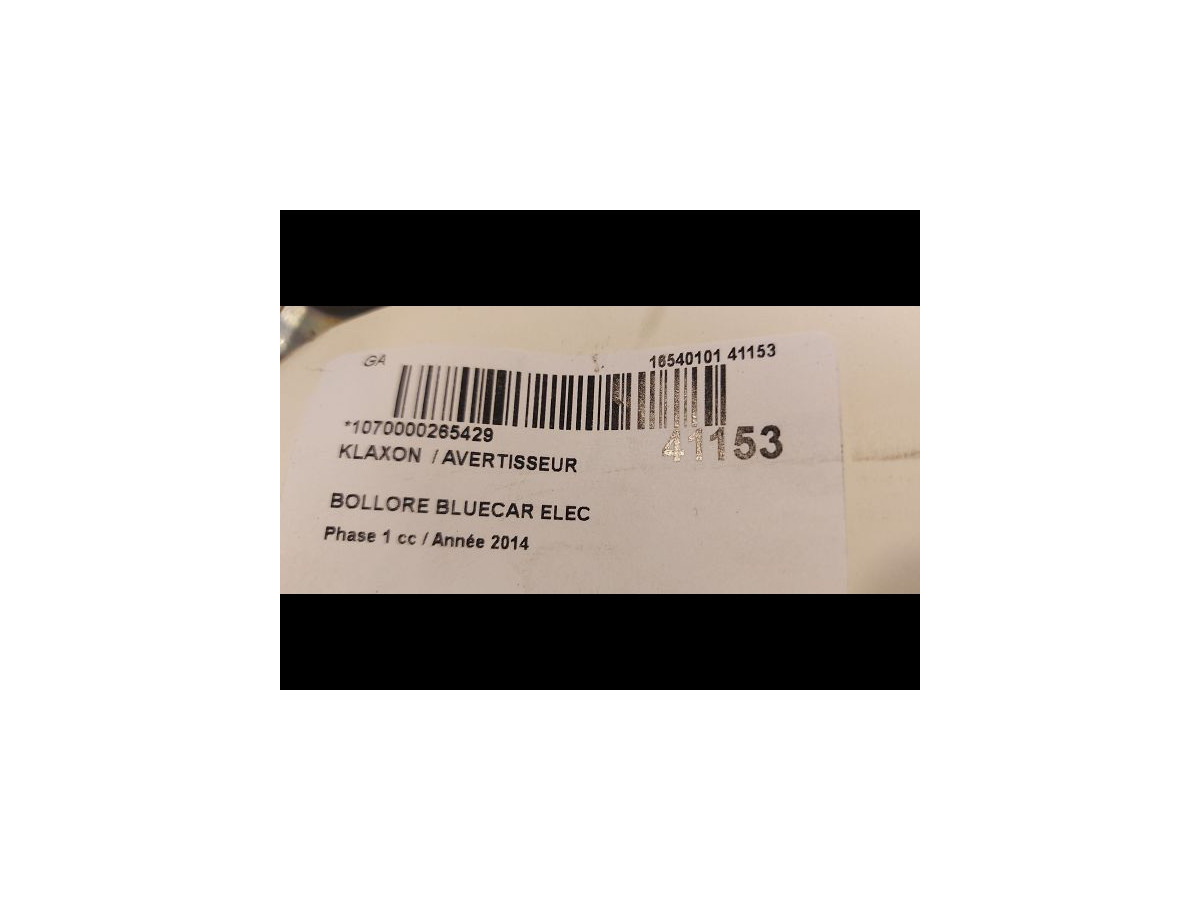 GA
16540101 41153
*1070000265429
41153
KLAXON / AVERTISSEUR
BOLLORE BLUECAR ELEC
Phase 1 cc / Année 2014